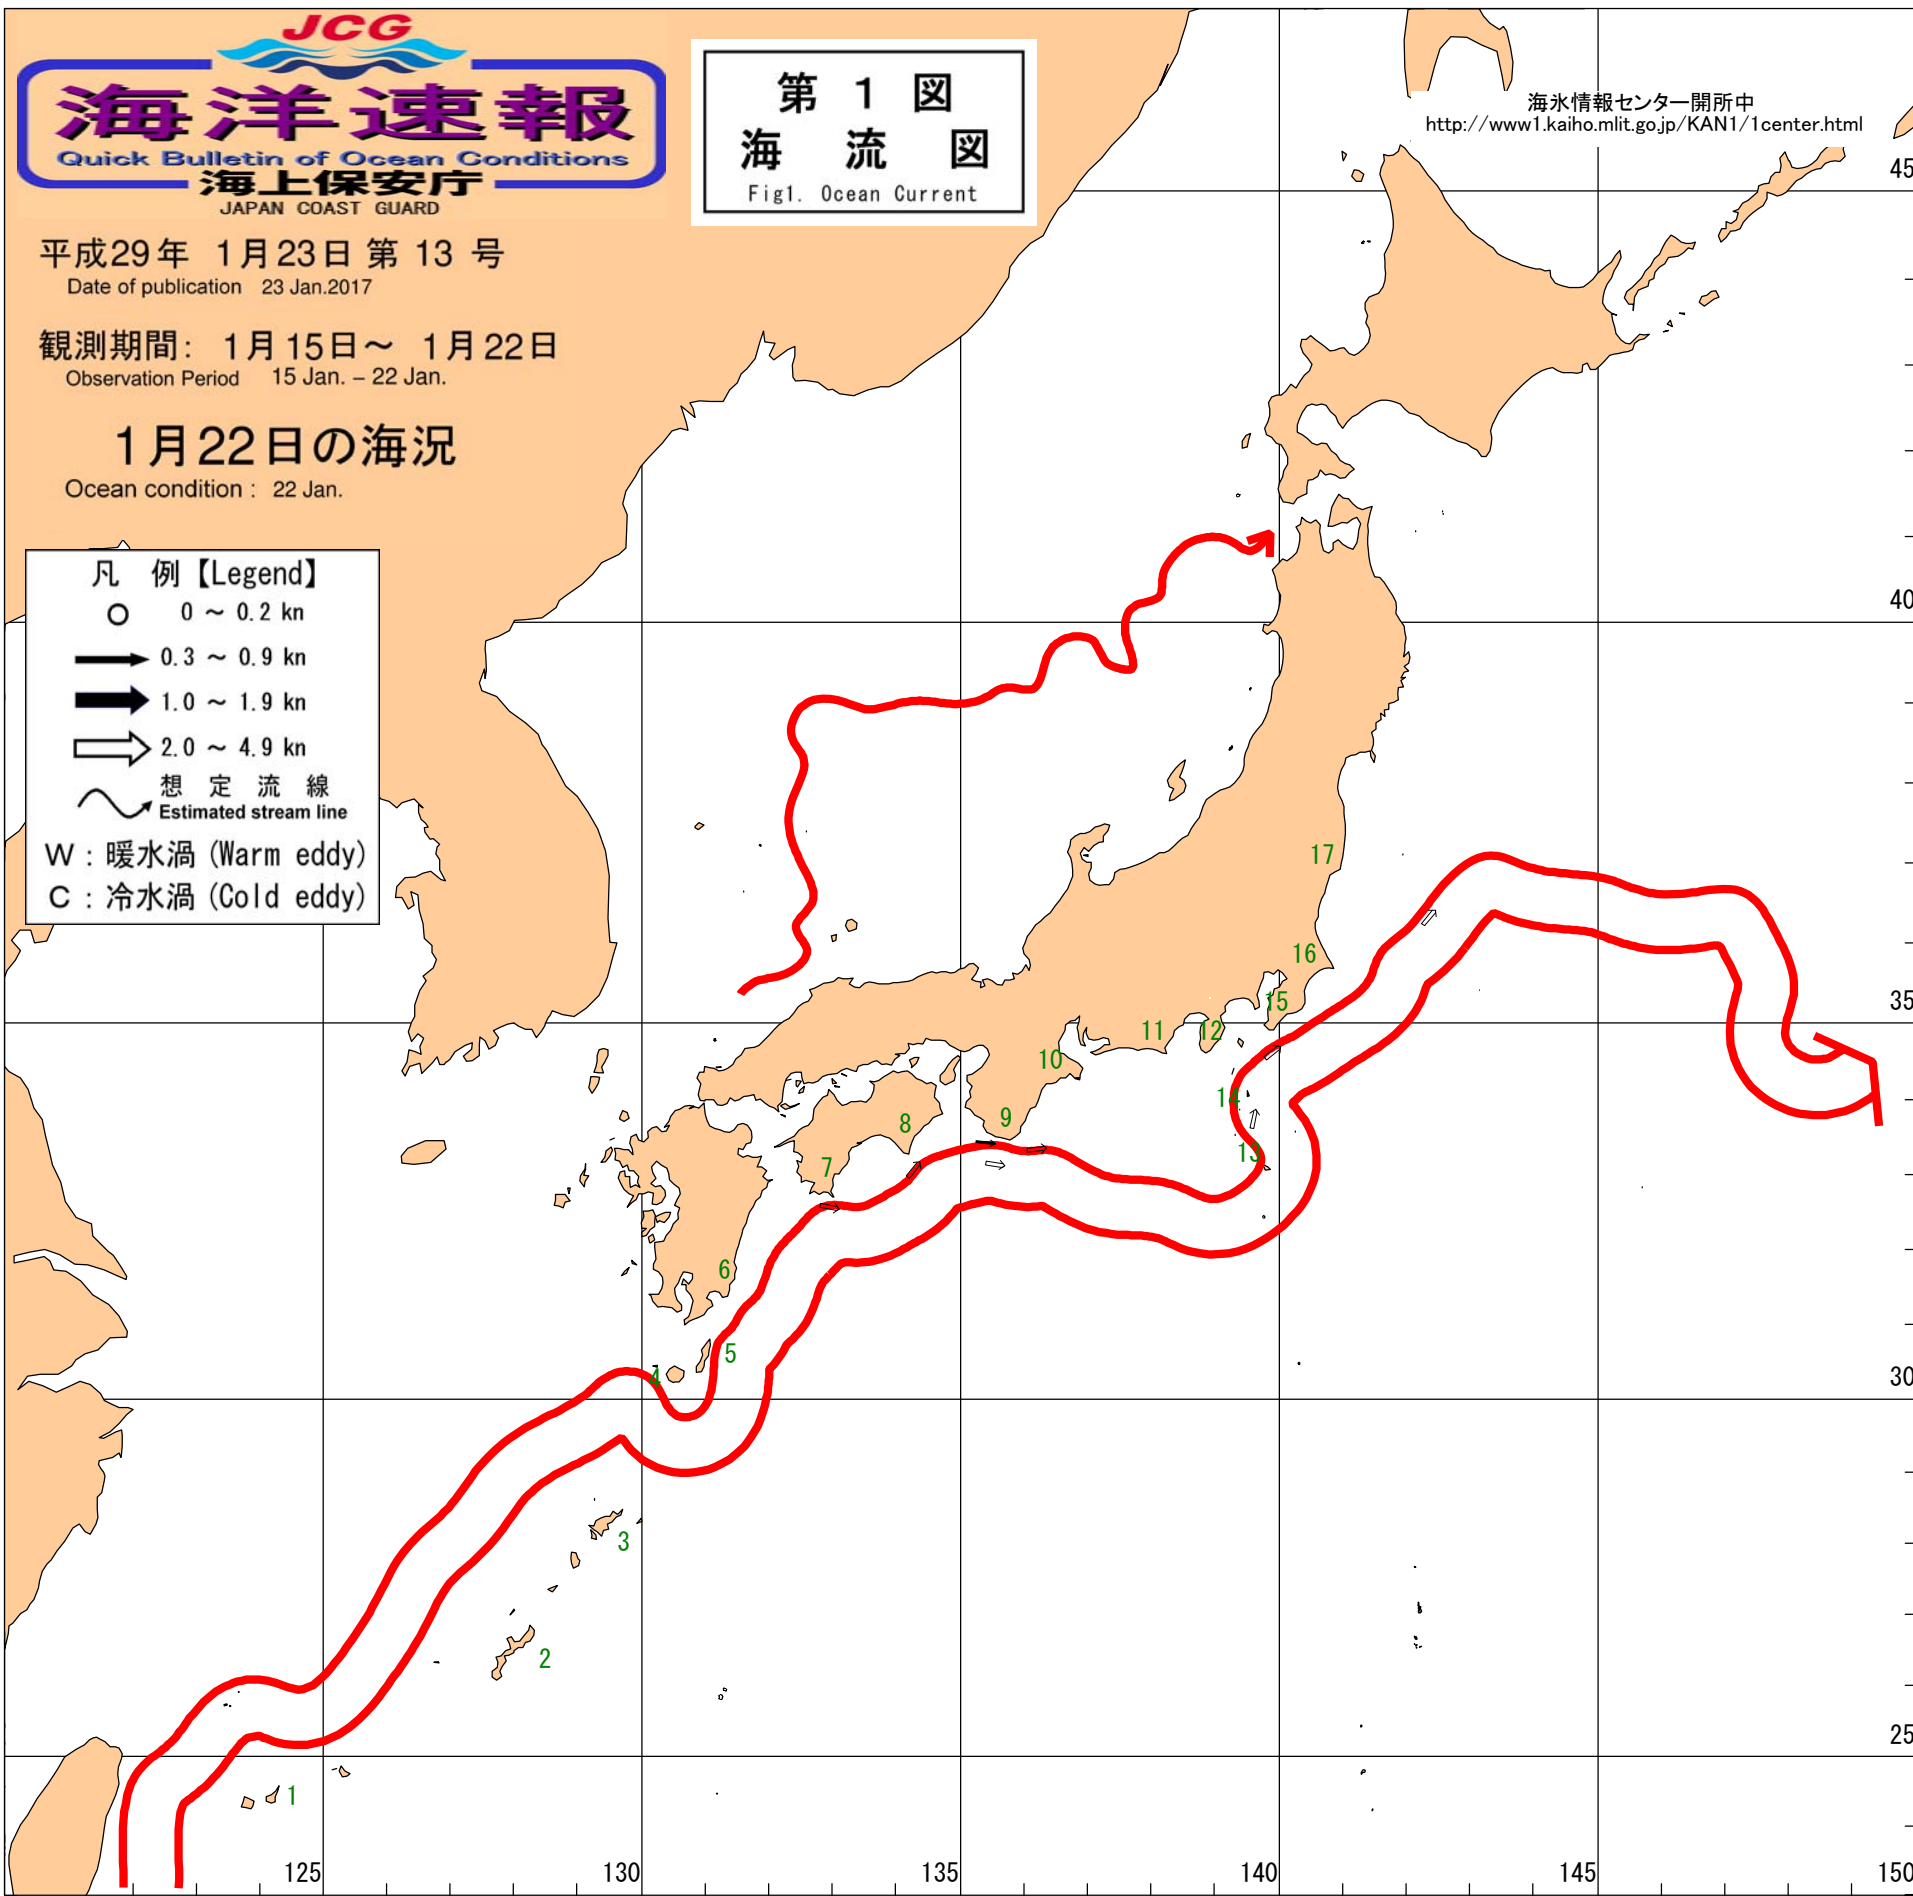 JCG
海洋速報
Quick Bulletin of Ocean Conditions
海上保安庁
JAPAN COAST GUARD
平成29年 1月23日 第 13 号
Date of publication 23 Jan.2017
観測期間: 1月15日～ 1月22日
Observation Period 15 Jan. – 22 Jan.
1月22日の海況
Ocean condition : 22 Jan.
第 1 図
海 流 図
Fig1. Ocean Current
海氷情報センター開所中
http://www1.kaiho.mlit.go.jp/KAN1/1center.html
凡 例【Legend】
0 ～ 0.2 kn
0.3 ～ 0.9 kn
1.0 ～ 1.9 kn
2.0 ～ 4.9 kn
想 定 流 線
Estimated stream line
W : 暖水渦 (Warm eddy)
C : 冷水渦 (Cold eddy)
45
40
17
16
35
15
12
11
10
14
9
8
13
7
6
5
4
30
3
2
25
1
125
130
135
140
145
150